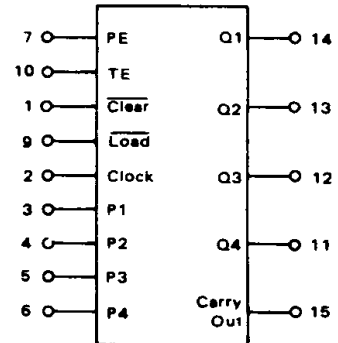 7 PE Q1 14
10 TE
1 Clear Q2 13
9 Load
2 Clock Q3 12
3 P1
4 P2 Q4 11
5 P3
6 P4 Carry Out 15